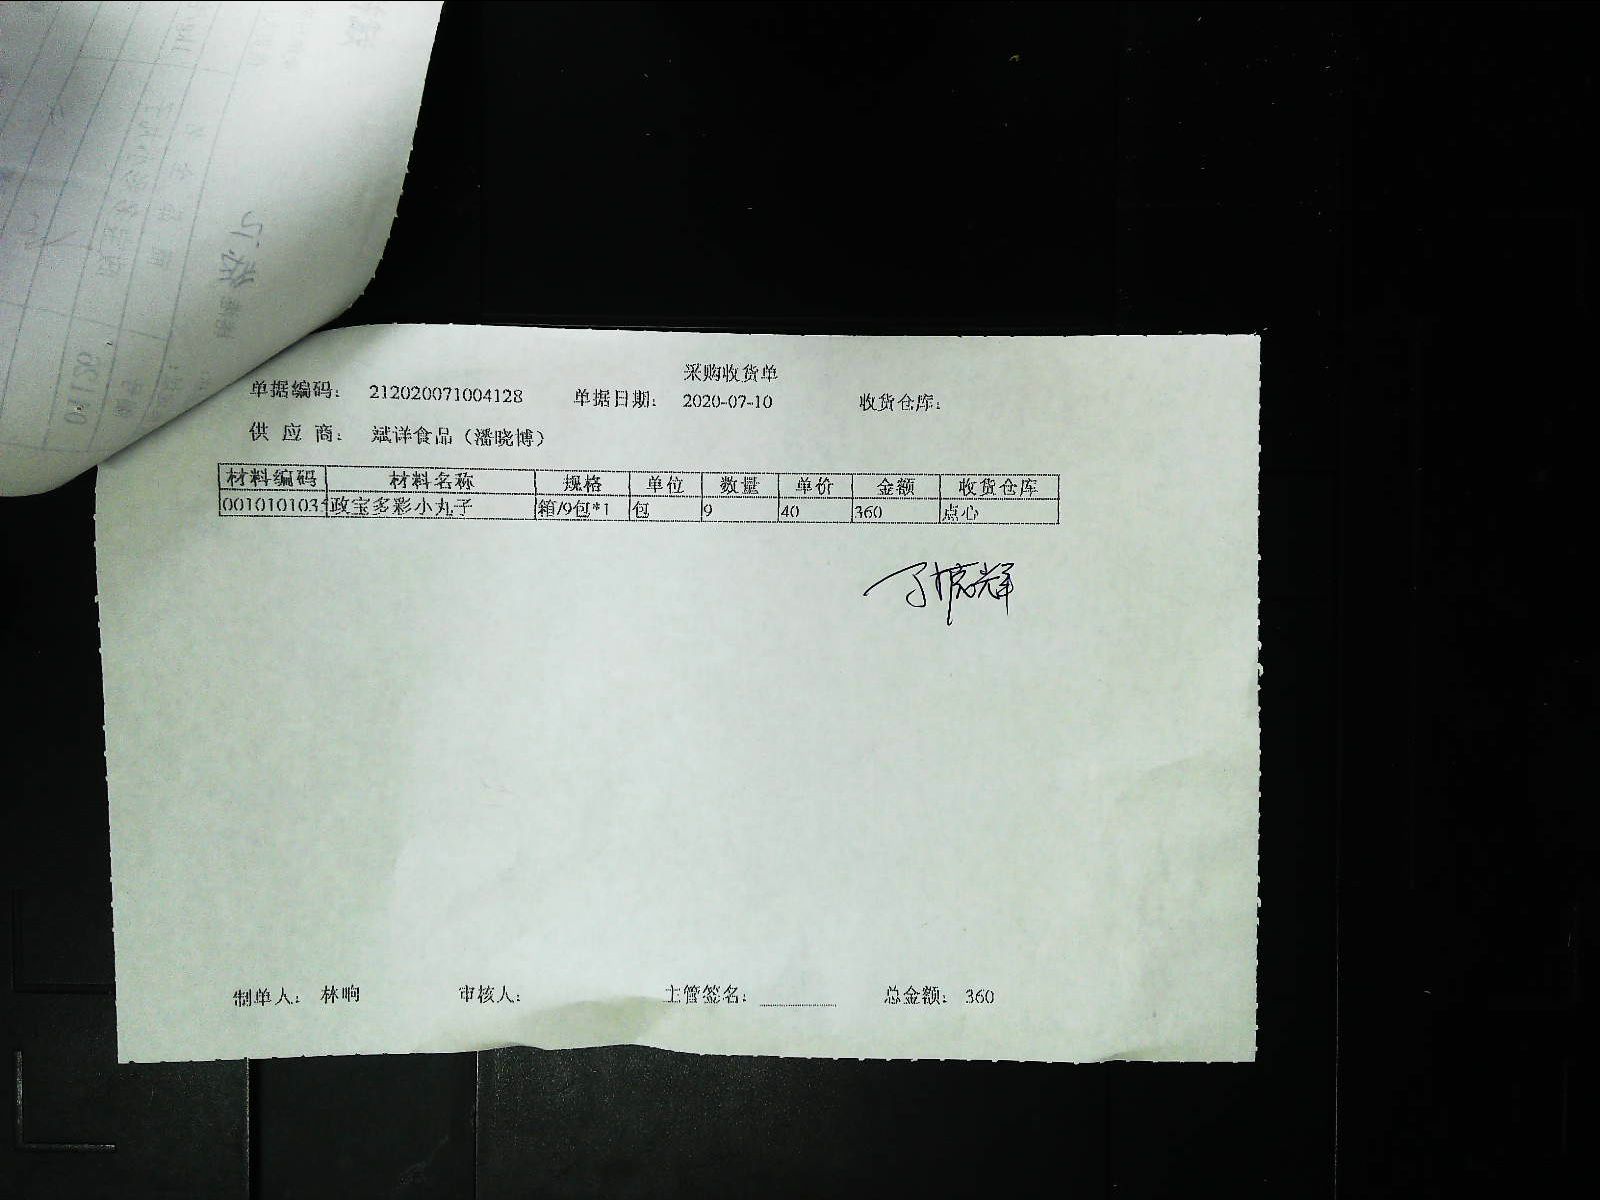 采购收货单
单据编码： 212020071004128 单据日期： 2020-07-10 收货仓库：
供 应 商： 斌详食品（潘晓博）
材料编码 材料名称 规格 单位 数量 单价 金额 收货仓库
001010103 政宝多彩小丸子 箱/9包*1 包 9 40 360 点心
制单人： 林晌 审核人： 主管签名： 总金额： 360